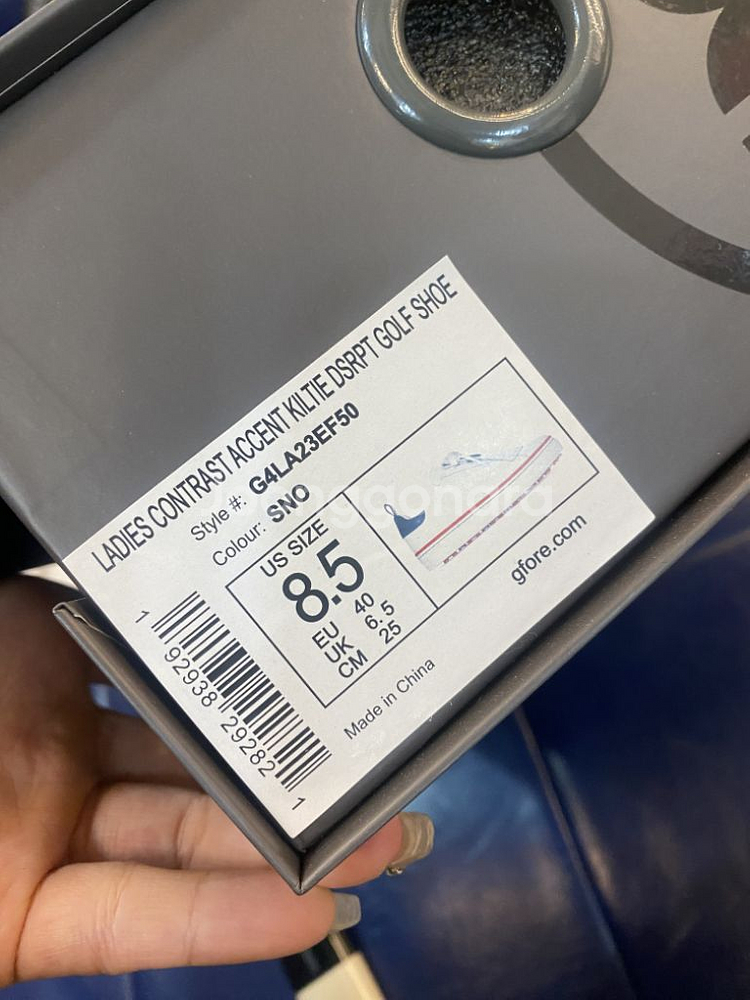 LADIES CONTRAST ACCENT KILTIE DSRPT GOLF SHOE
Style #: G4LA23EF50
Colour: SNO
US SIZE
8.5
EU 40
UK 6.5
CM 25
gfore.com
Made in China
1 92938 29282 1
Joonggonara